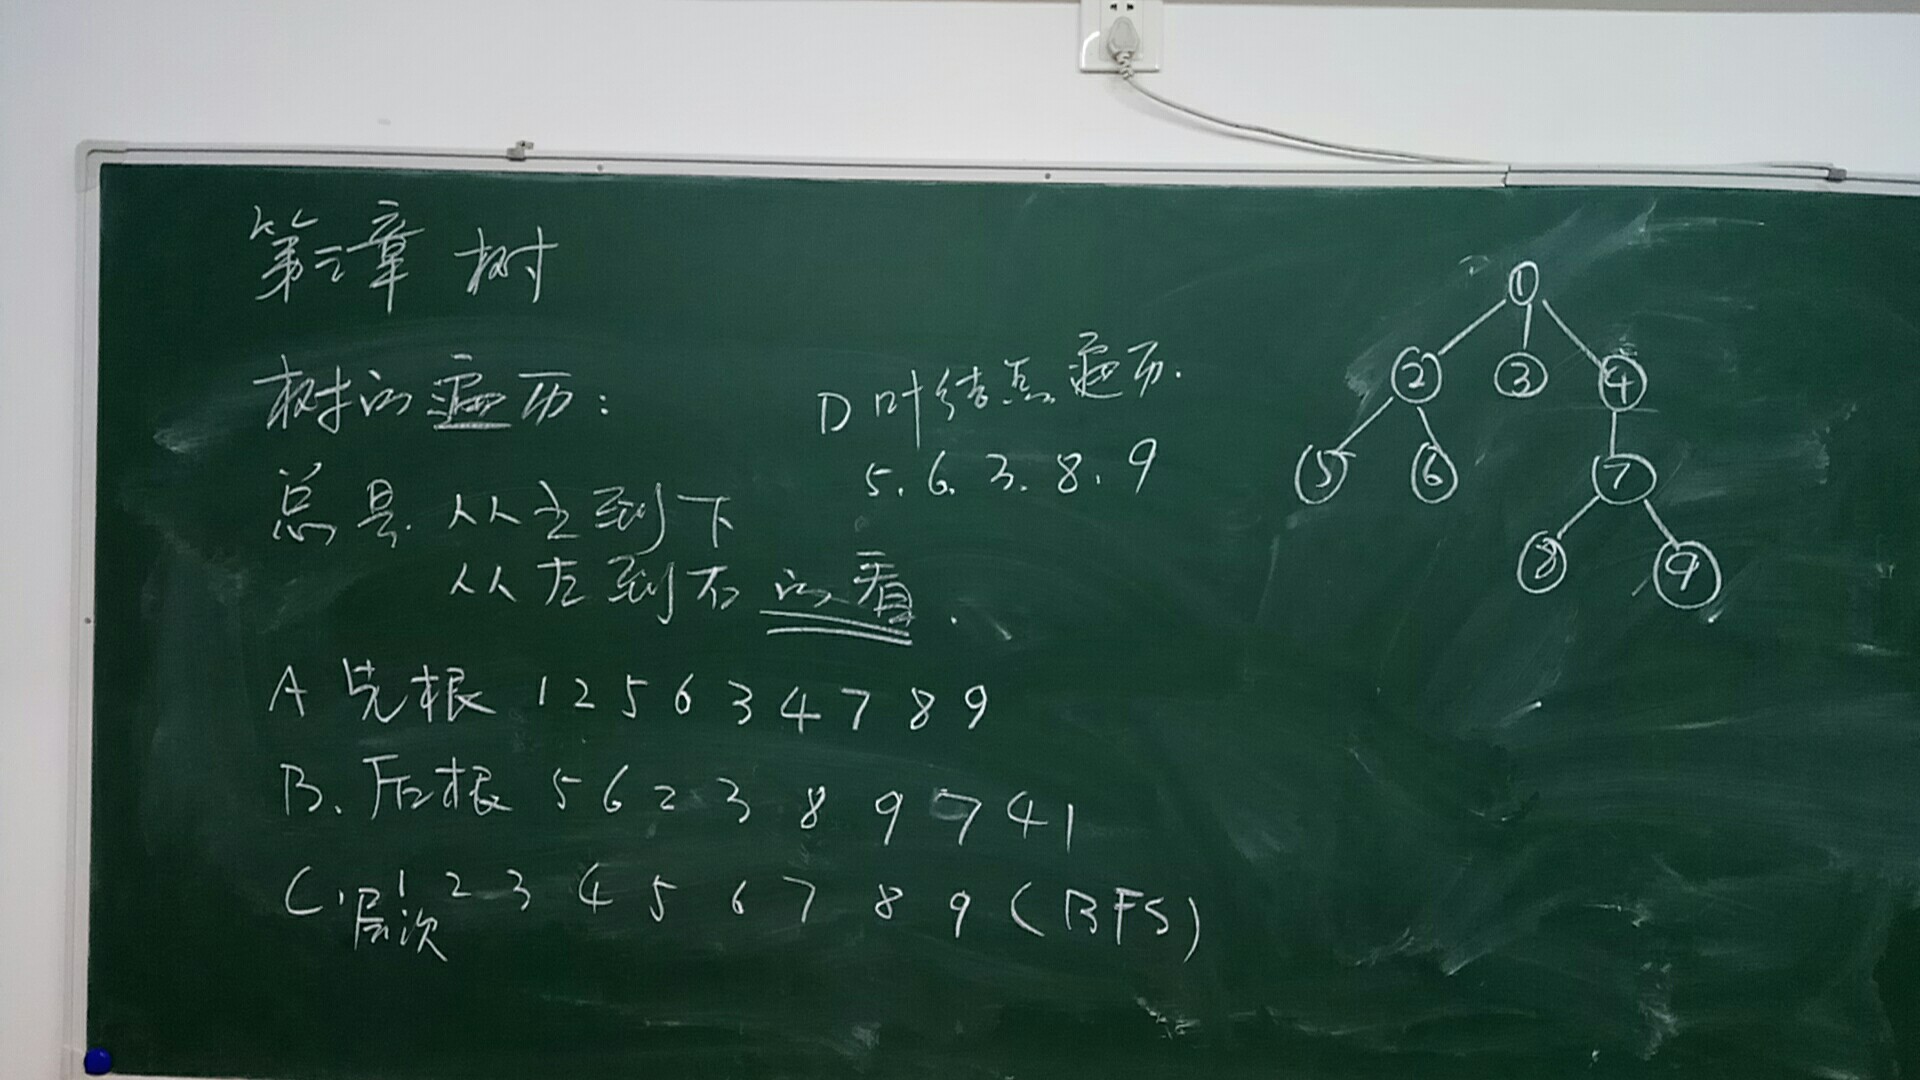 第三章 树
树的遍历:
总是 从上到下
从左到右的看.
A 先根 1 2 5 6 3 4 7 8 9
B. 后根 5 6 2 3 8 9 7 4 1
C. 层次 1 2 3 4 5 6 7 8 9 (BFS)
D 叶结点遍历.
5. 6. 3. 8. 9
1
2 3 4
5 6 7
8 9